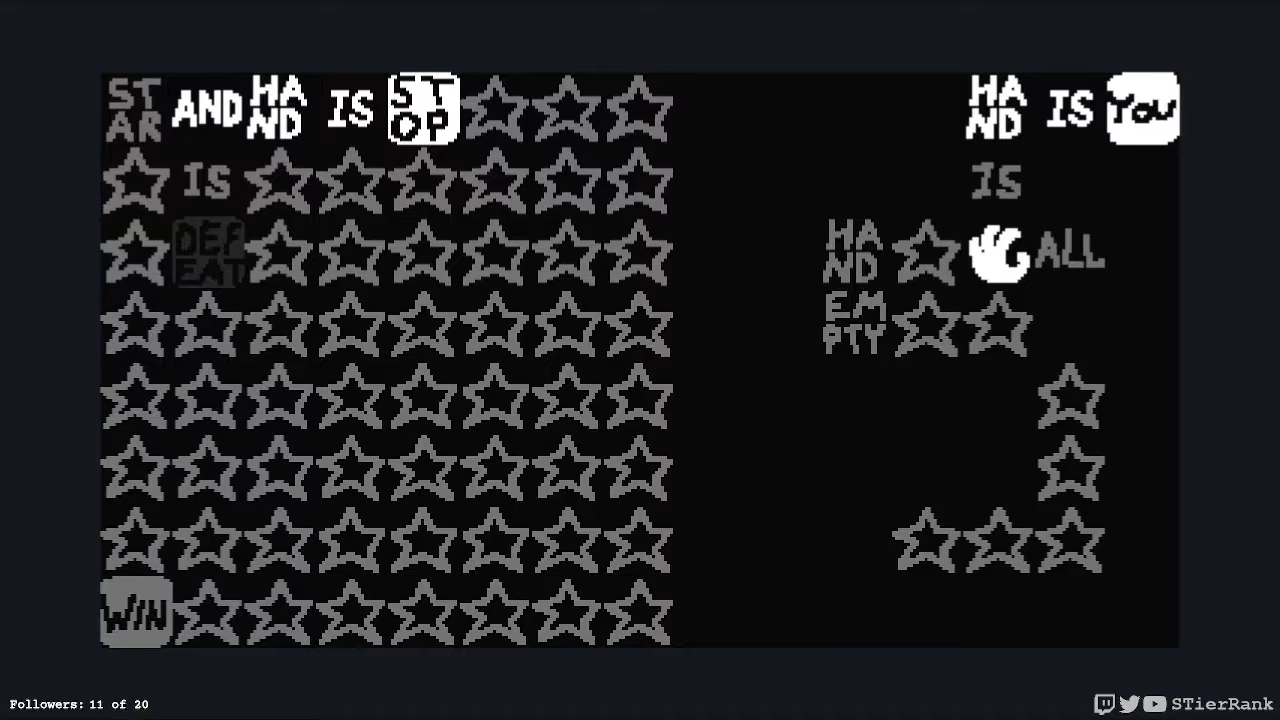 STAR AND HAND IS STOP HAND IS YOU
IS IS
DEFEAT HAND ALL
EMPTY
WIN
Followers: 11 of 20 STierRank